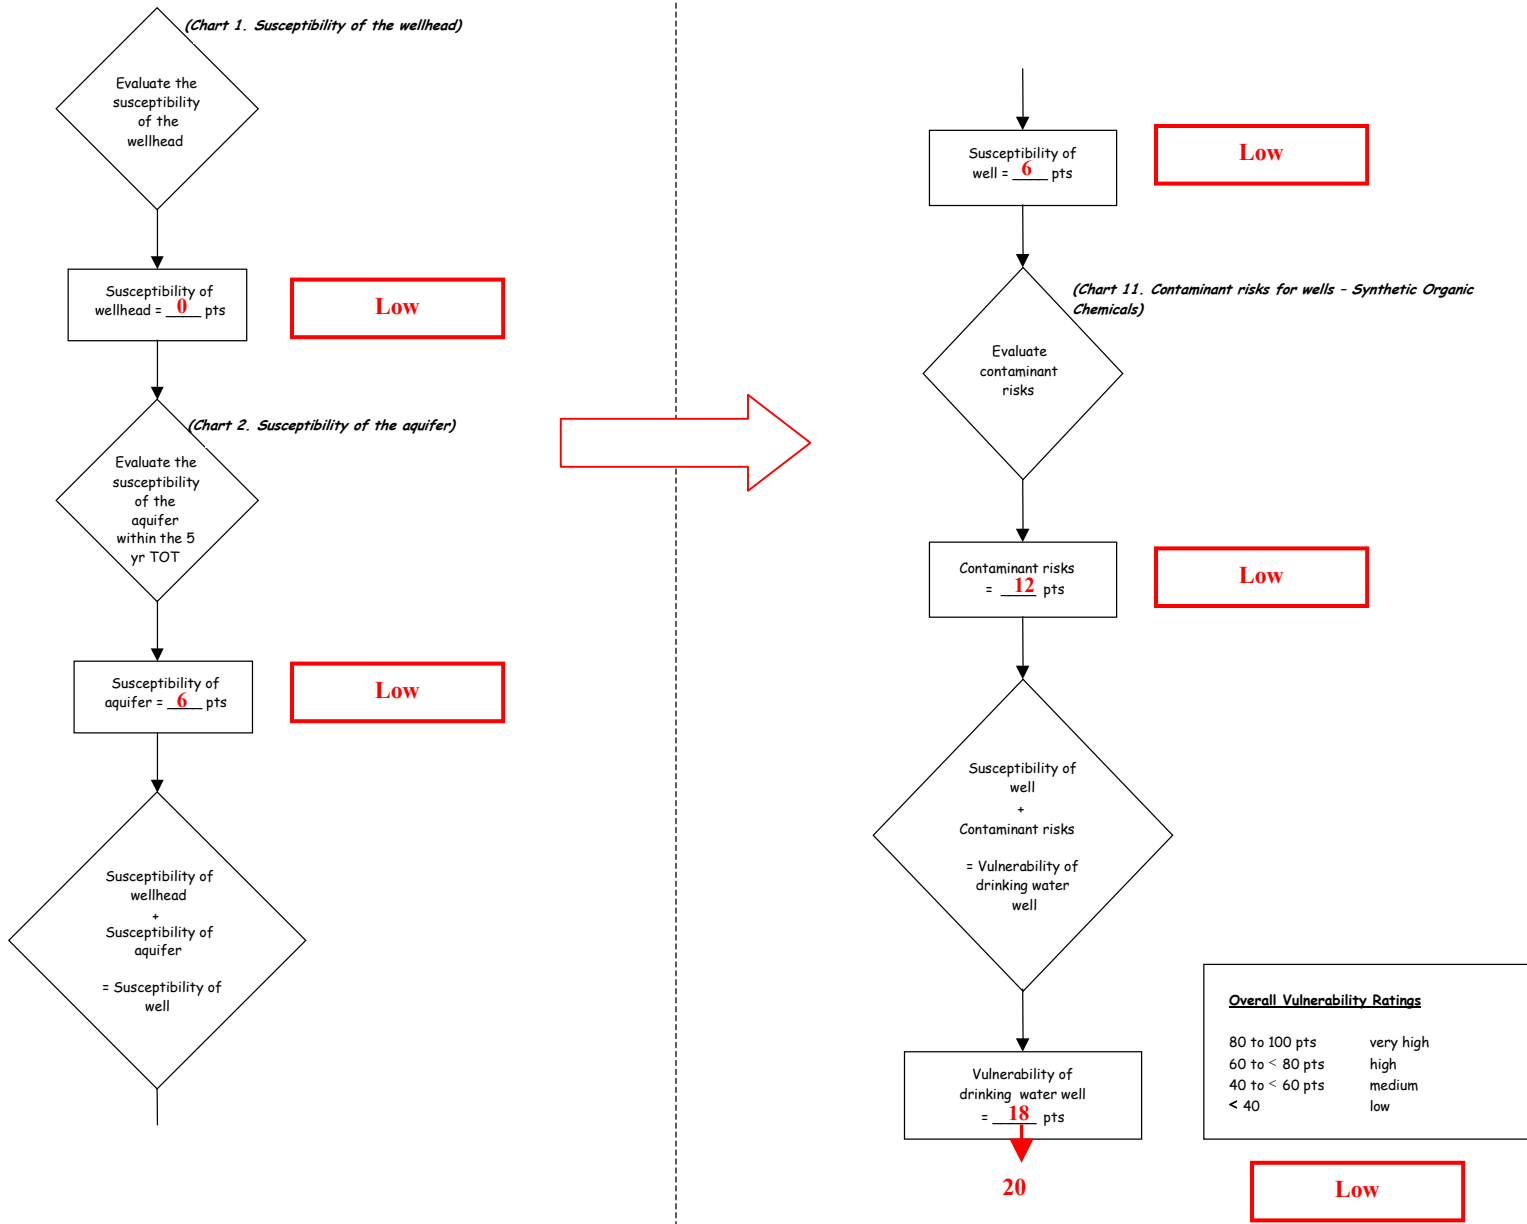 (Chart 1. Susceptibility of the wellhead)
Evaluate the
susceptibility
of the
wellhead
Susceptibility of
wellhead = 0 pts
Low
(Chart 2. Susceptibility of the aquifer)
Evaluate the
susceptibility
of the
aquifer
within the 5
yr TOT
Susceptibility of
aquifer = 6 pts
Low
Susceptibility of
wellhead
+
Susceptibility of
aquifer
= Susceptibility of
well
Susceptibility of
well = 6 pts
Low
(Chart 11. Contaminant risks for wells – Synthetic Organic
Chemicals)
Evaluate
contaminant
risks
Contaminant risks
= 12 pts
Low
Susceptibility of
well
+
Contaminant risks
= Vulnerability of
drinking water
well
Vulnerability of
drinking water well
= 18 pts
20
Overall Vulnerability Ratings
80 to 100 pts very high
60 to < 80 pts high
40 to < 60 pts medium
< 40 low
Low